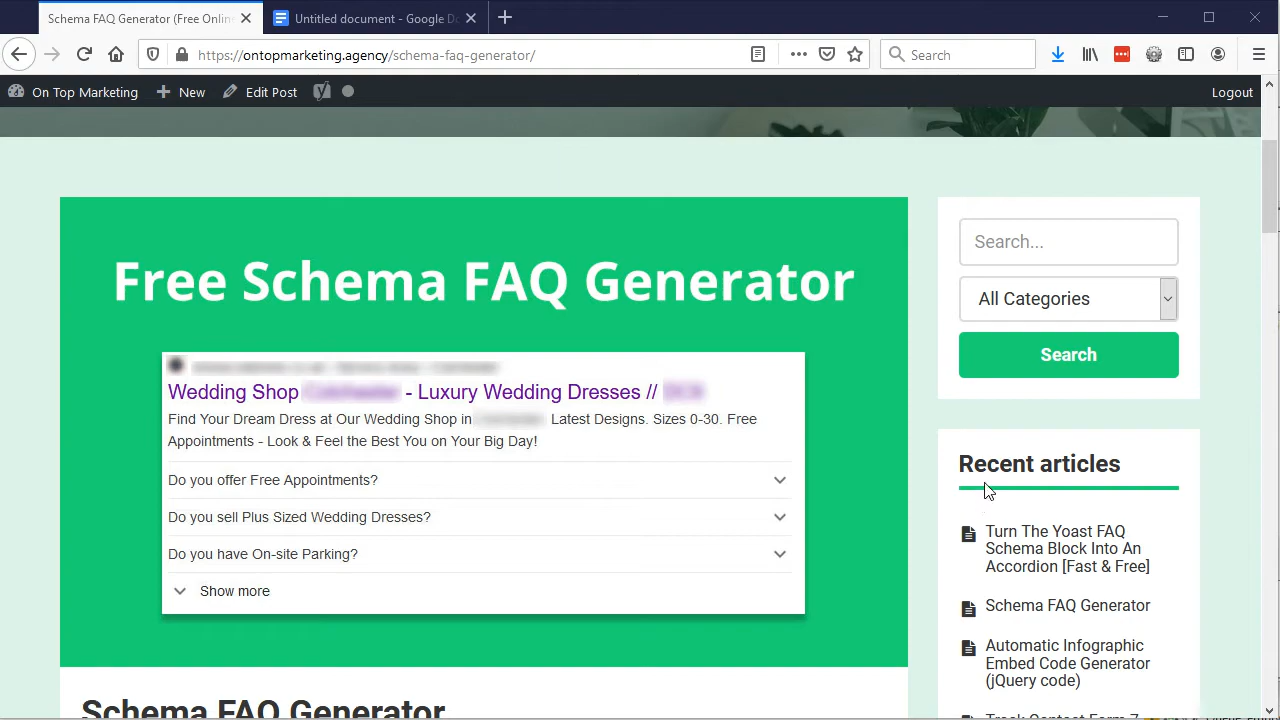 Schema FAQ Generator (Free Onlin
Untitled document - Google Do
https://ontopmarketing.agency/schema-faq-generator/
Search
On Top Marketing
New
Edit Post
Logout
Free Schema FAQ Generator
Wedding Shop - Luxury Wedding Dresses //
Find Your Dream Dress at Our Wedding Shop in Latest Designs. Sizes 0-30. Free
Appointments - Look & Feel the Best You on Your Big Day!
Do you offer Free Appointments?
Do you sell Plus Sized Wedding Dresses?
Do you have On-site Parking?
Show more
Schema FAQ Generator
Search...
All Categories
Search
Recent articles
Turn The Yoast FAQ
Schema Block Into An
Accordion [Fast & Free]
Schema FAQ Generator
Automatic Infographic
Embed Code Generator
(jQuery code)
Track Contact Form 7